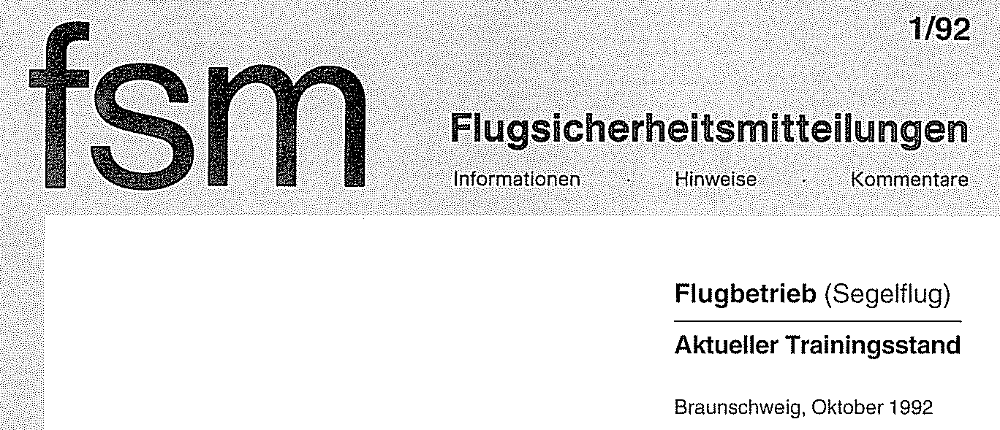 1/92
fsm
Flugsicherheitsmitteilungen
Informationen · Hinweise · Kommentare
Flugbetrieb (Segelflug)
Aktueller Trainingsstand
Braunschweig, Oktober 1992